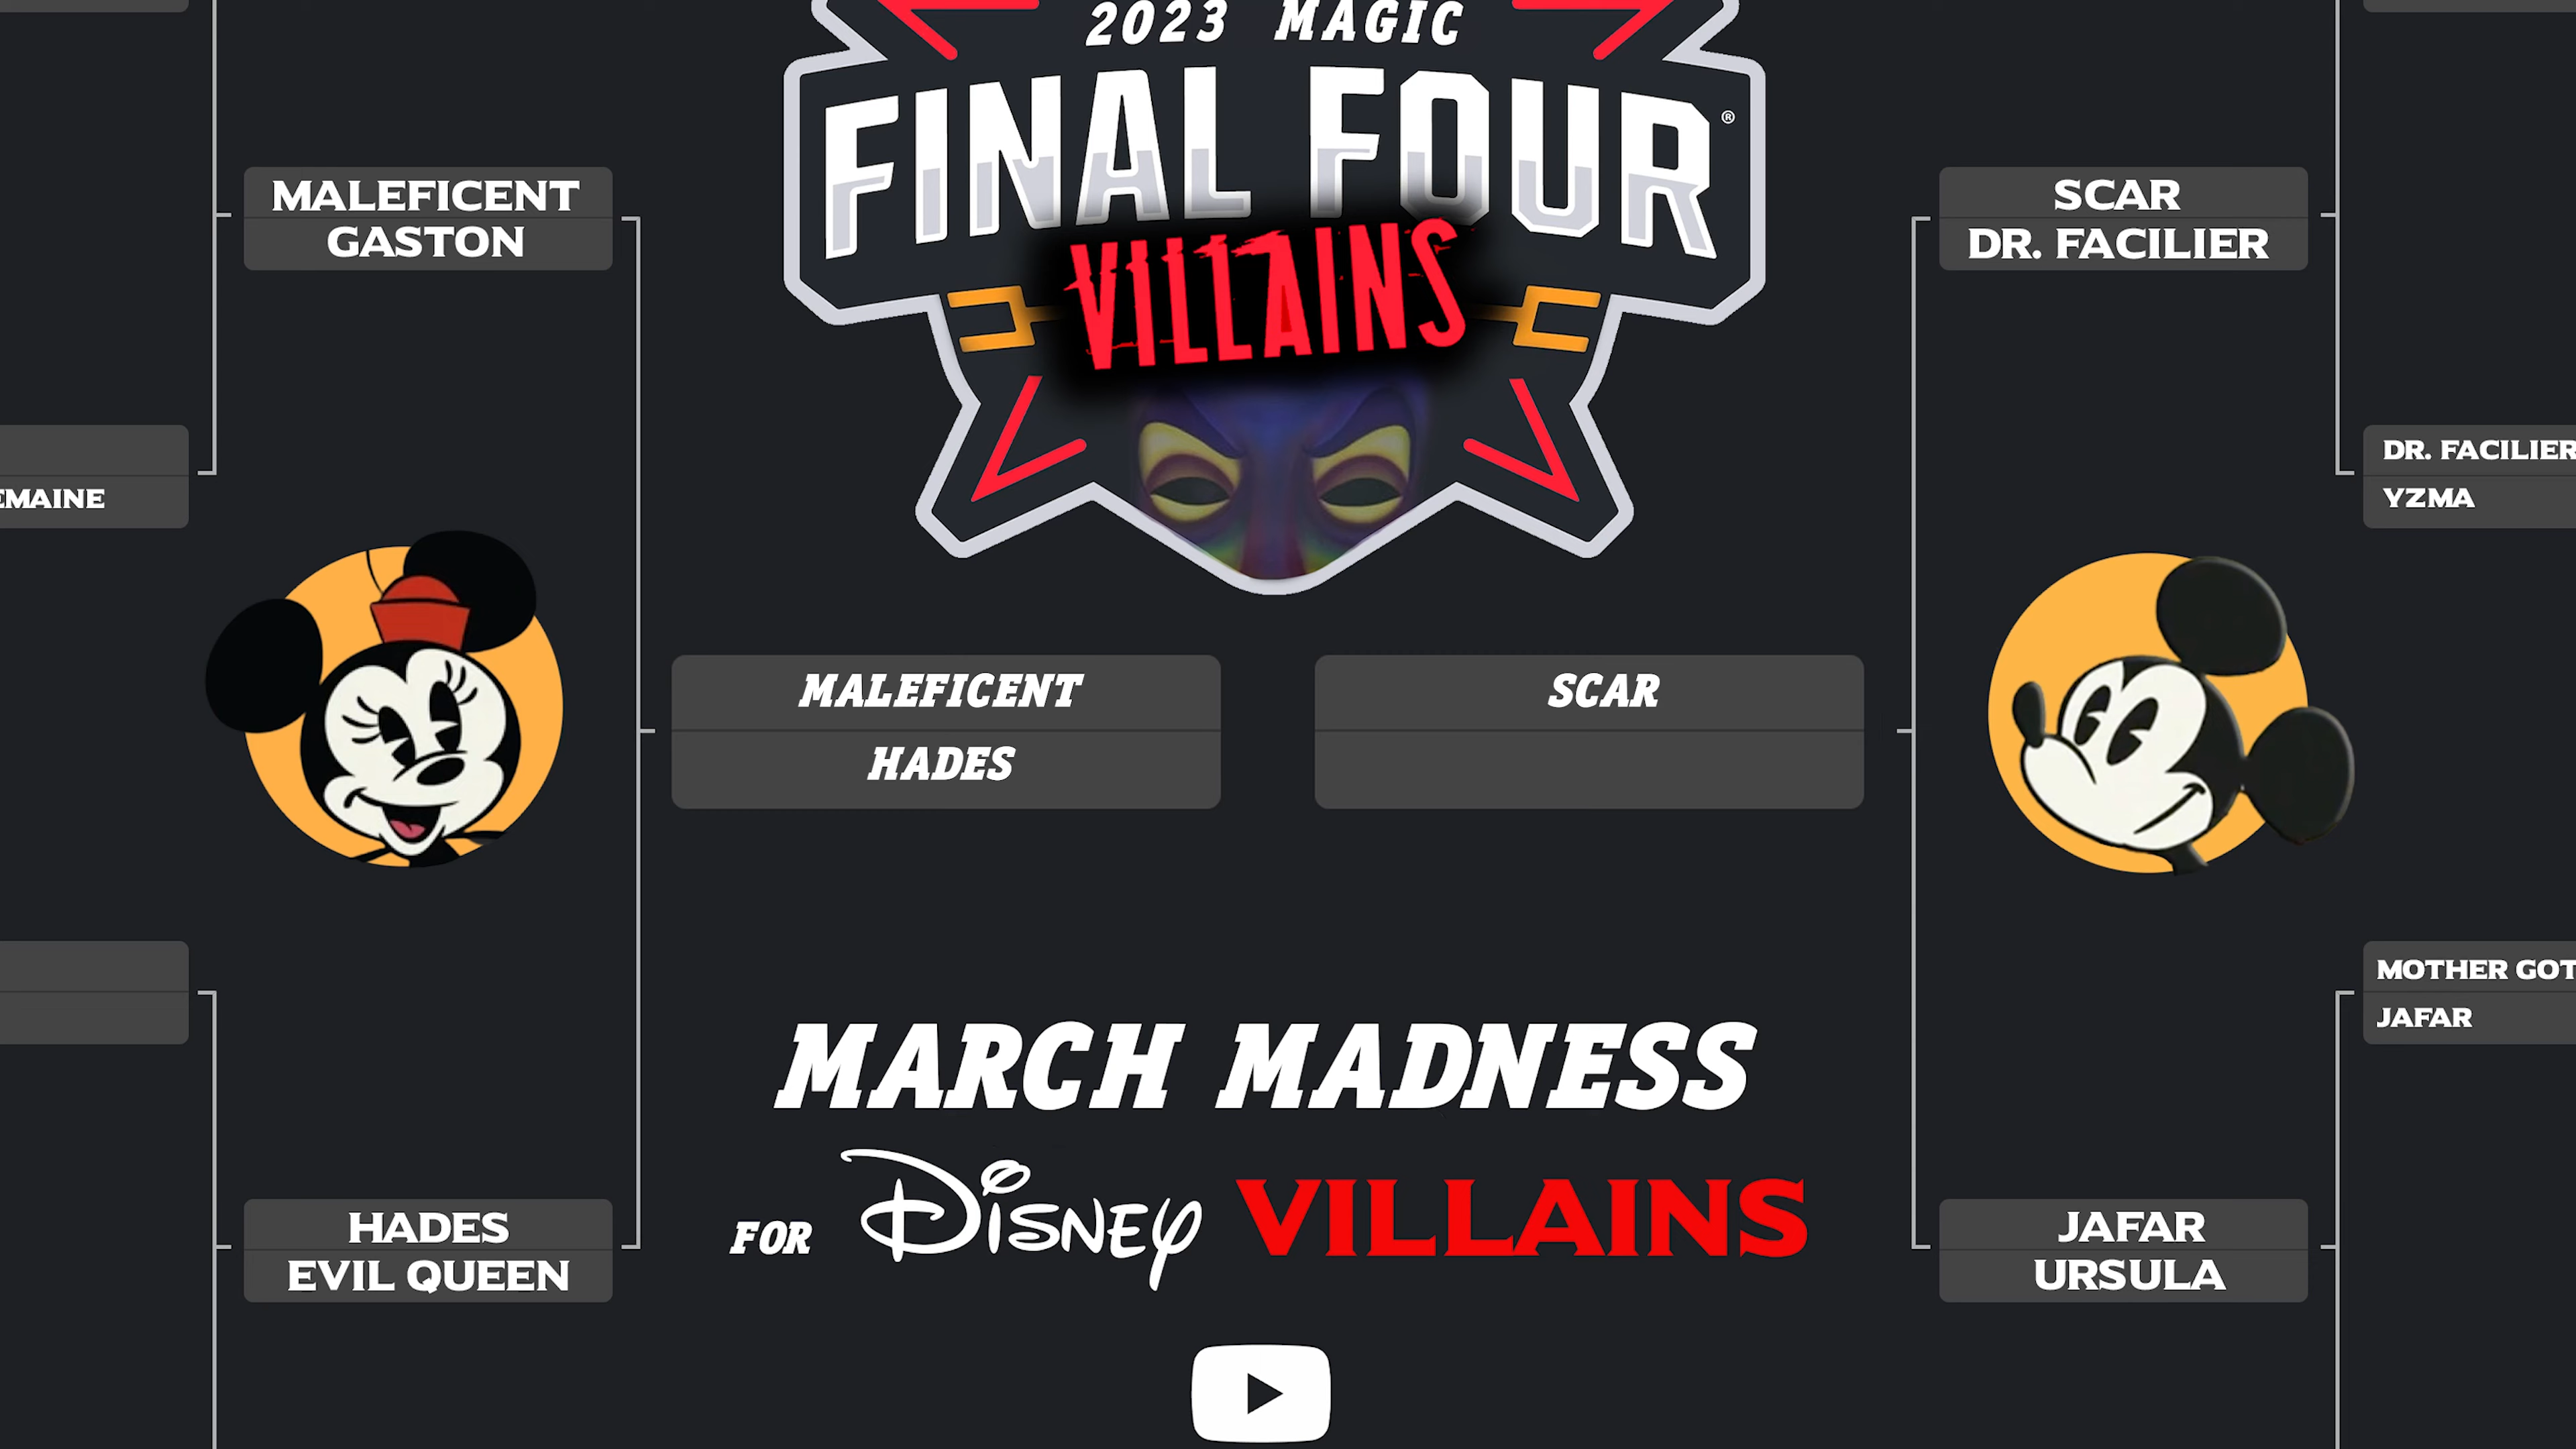 2023 MAGIC
FINAL FOUR®
VILLAINS
MALEFICENT
GASTON
SCAR
DR. FACILIER
EMAINE
DR. FACILIER
YZMA
MALEFICENT
HADES
SCAR
MOTHER GOT
JAFAR
MARCH MADNESS
FOR DISNEY VILLAINS
HADES
EVIL QUEEN
JAFAR
URSULA